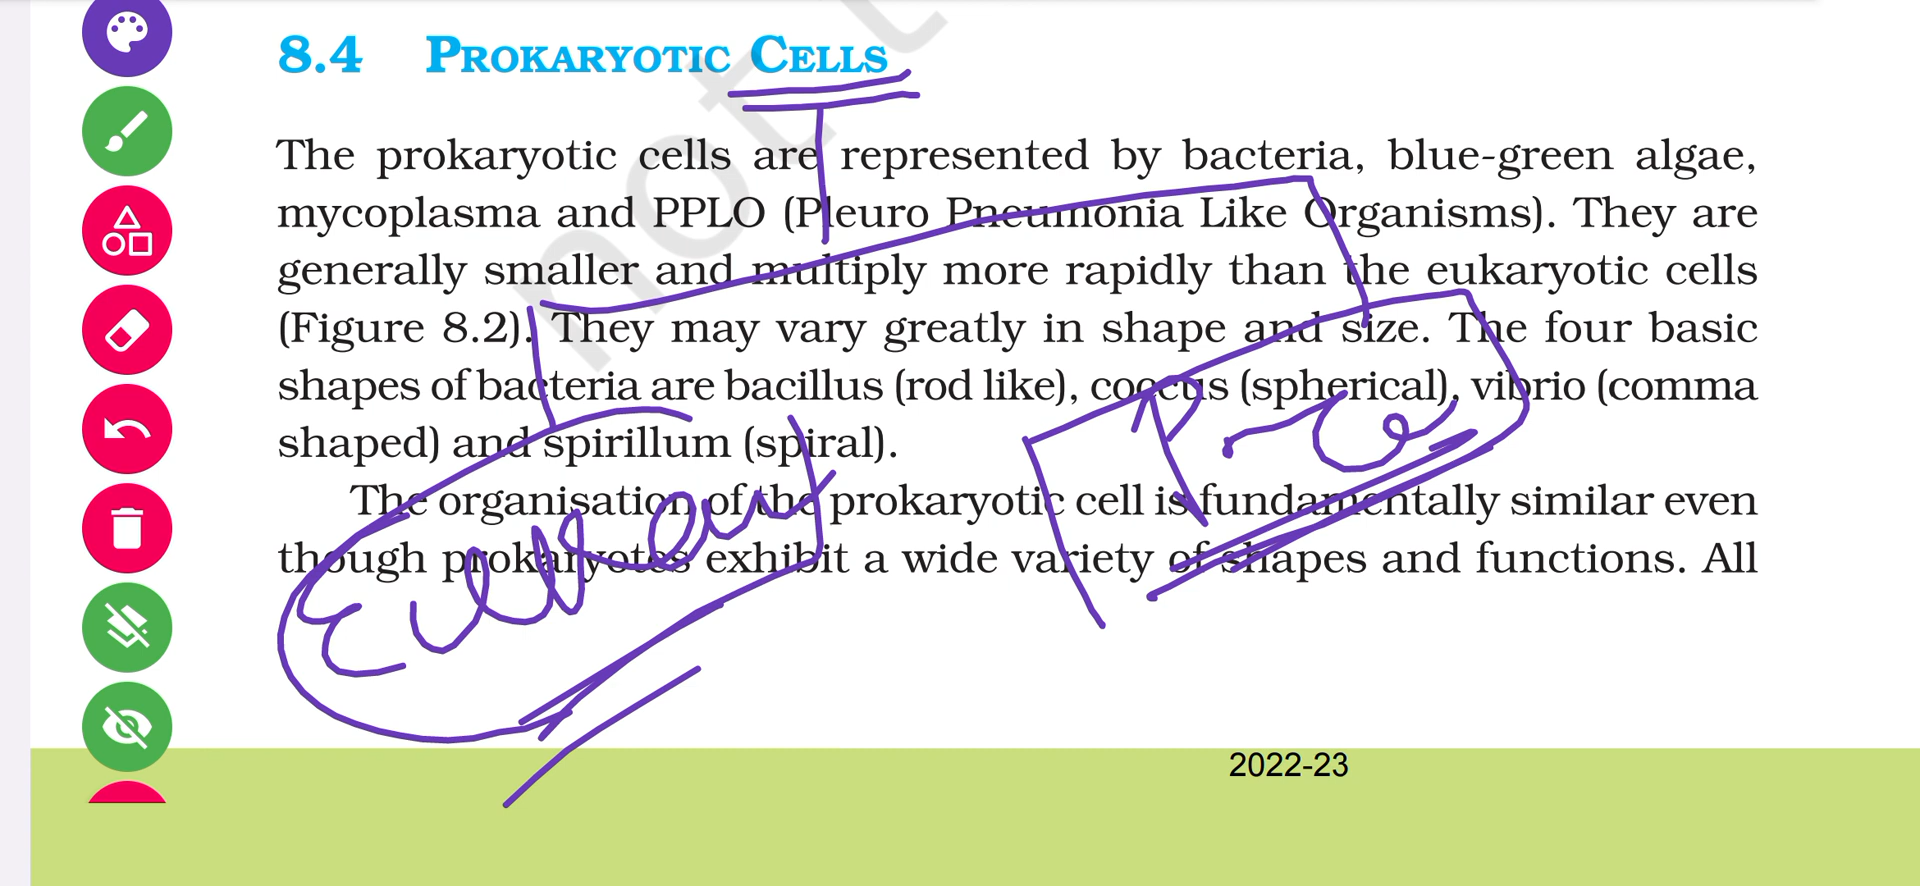 8.4 PROKARYOTIC CELLS
The prokaryotic cells are represented by bacteria, blue-green algae,
mycoplasma and PPLO (Pleuro Pneumonia Like Organisms). They are
generally smaller and multiply more rapidly than the eukaryotic cells
(Figure 8.2). They may vary greatly in shape and size. The four basic
shapes of bacteria are bacillus (rod like), coccus (spherical), vibrio (comma
shaped) and spirillum (spiral).
The organisation of the prokaryotic cell is fundamentally similar even
though prokaryotes exhibit a wide variety of shapes and functions. All
2022-23
not t